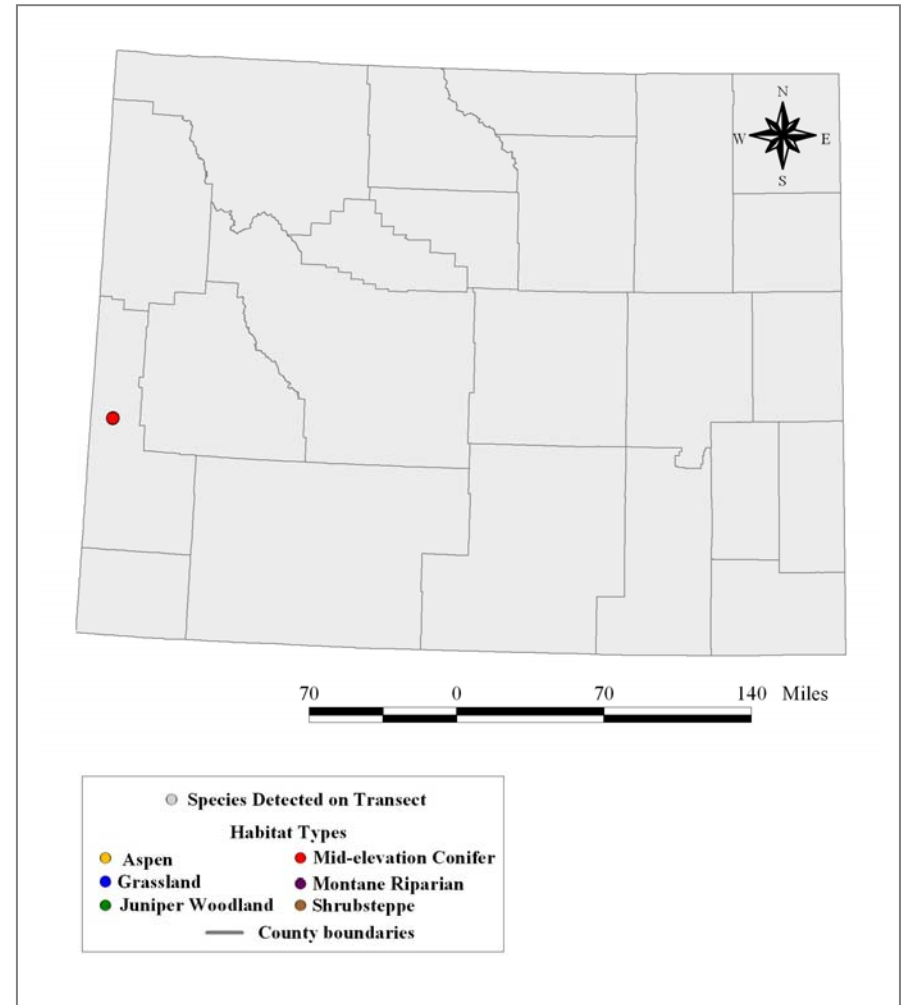 N
W E
S
70 0 70 140 Miles
Species Detected on Transect
Habitat Types
Aspen Mid-elevation Conifer
Grassland Montane Riparian
Juniper Woodland Shrubsteppe
County boundaries